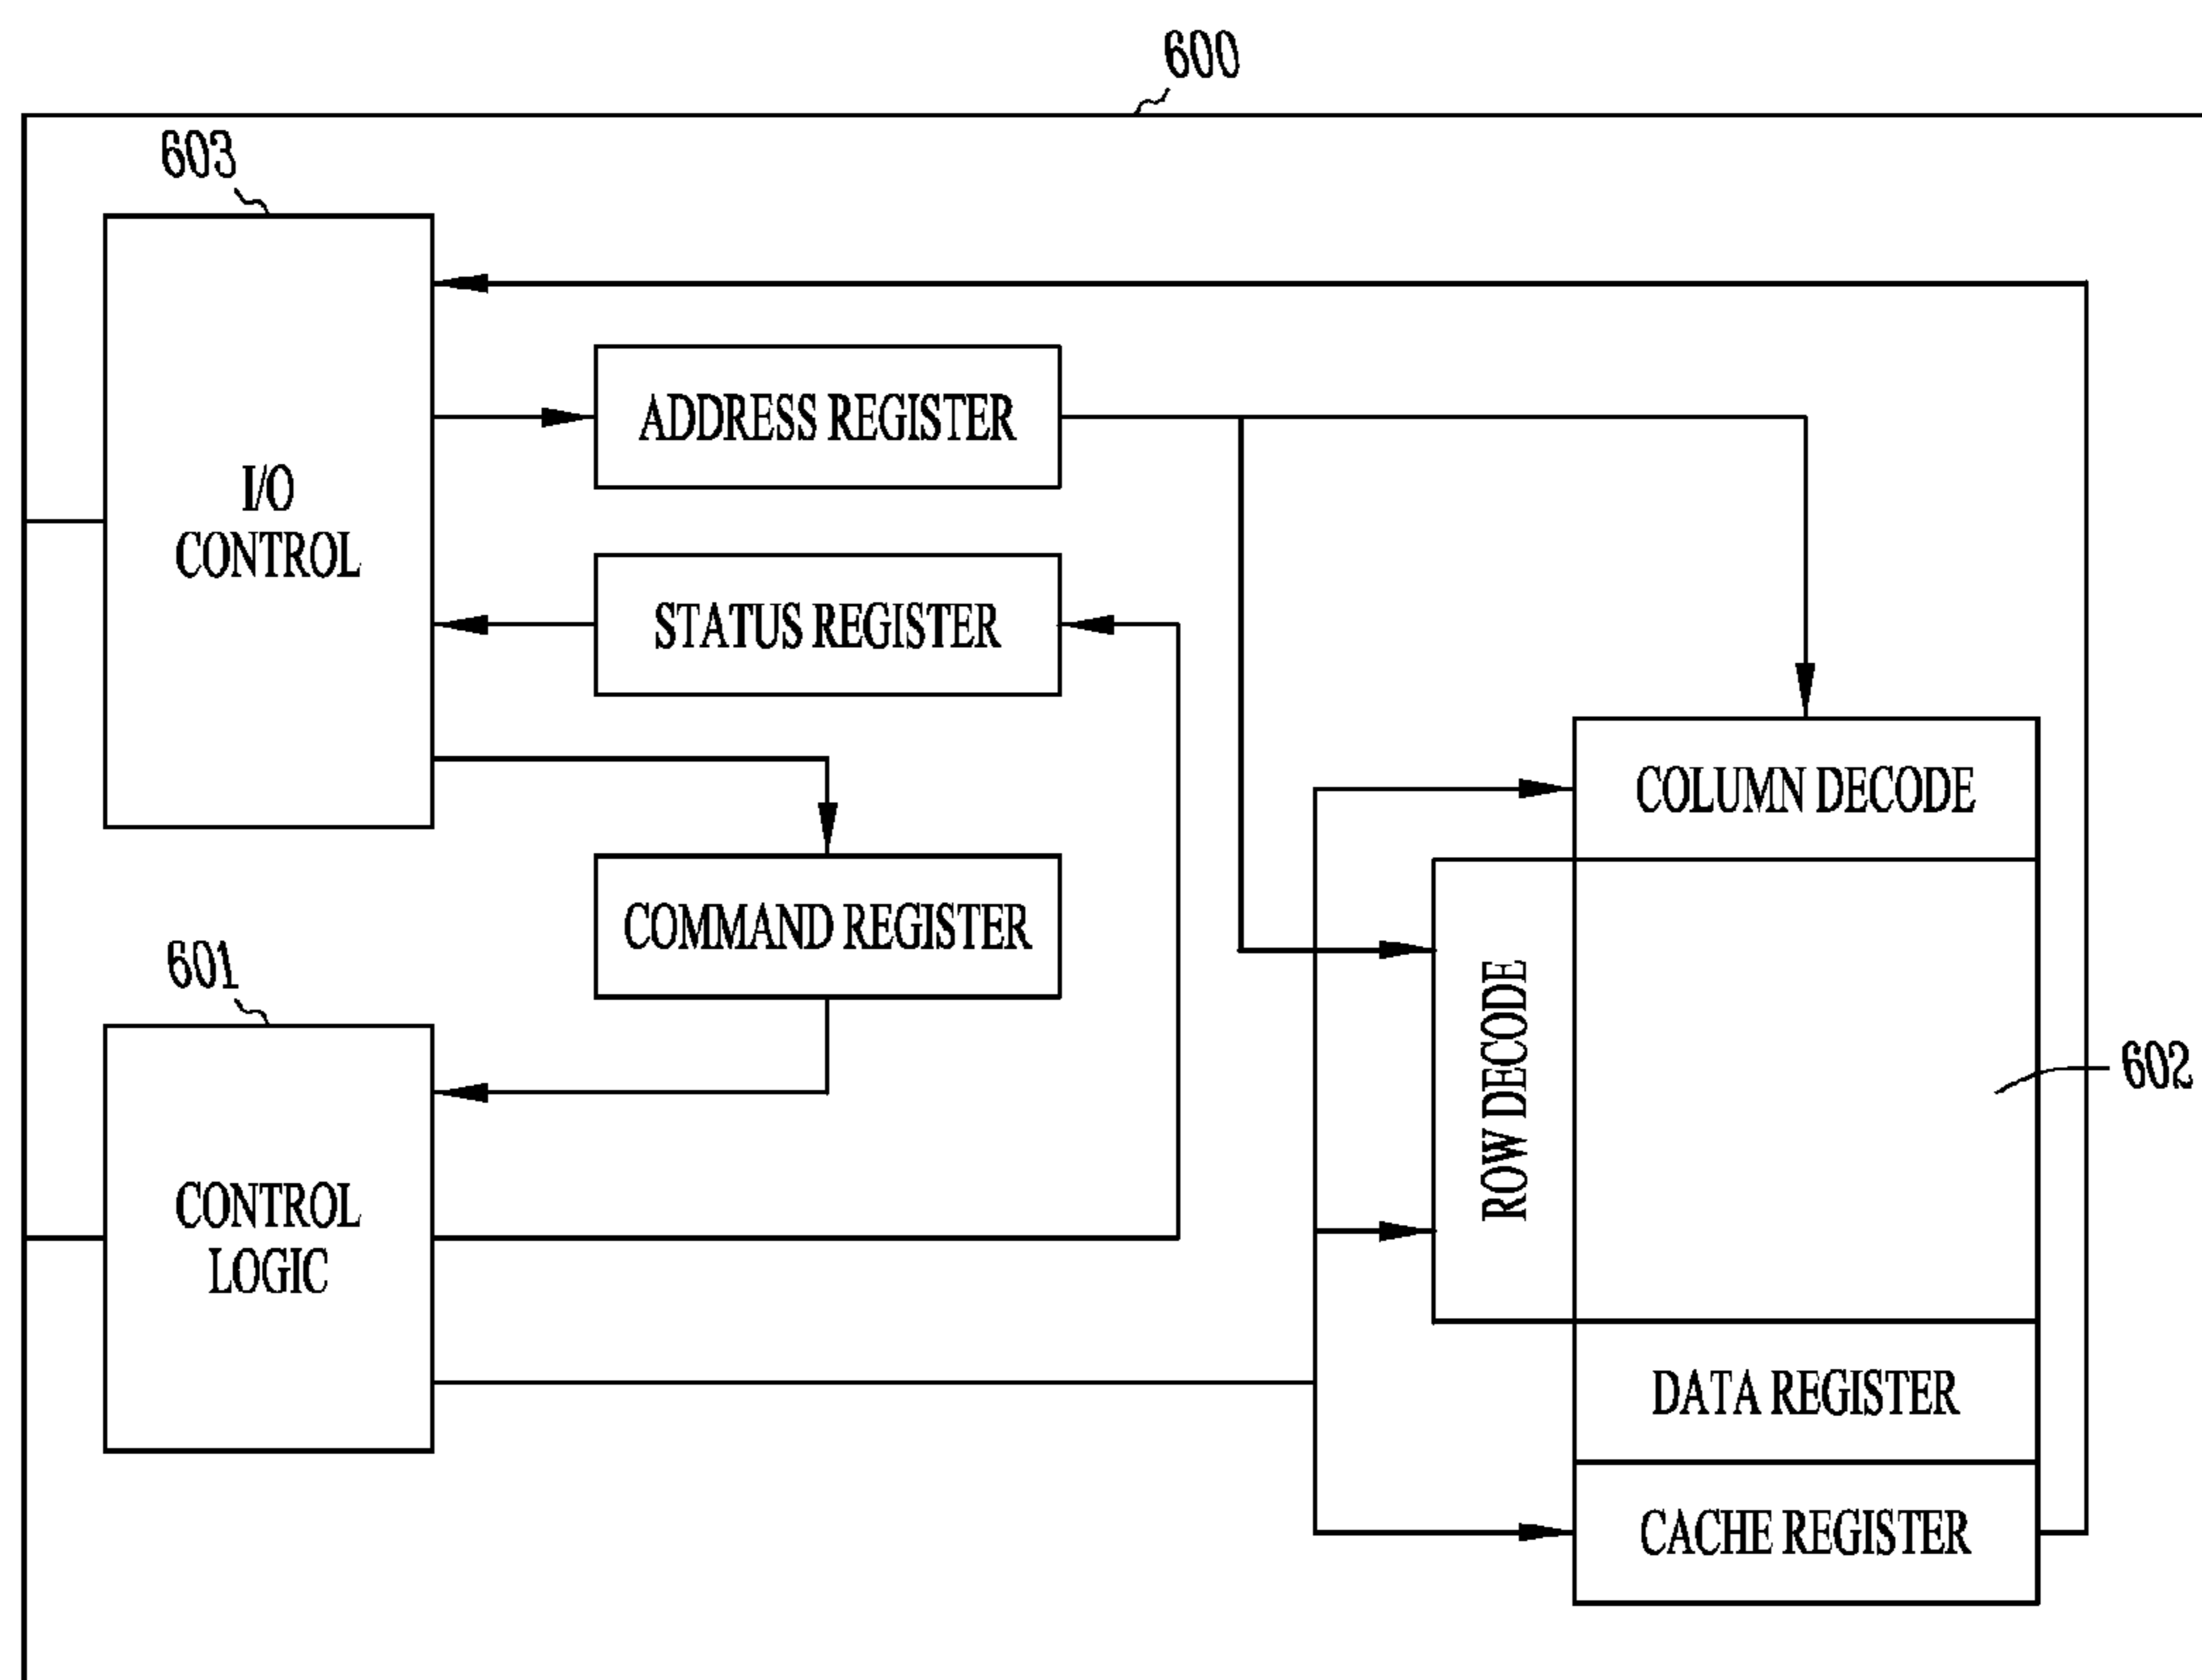 600
603
I/O
CONTROL
ADDRESS REGISTER
STATUS REGISTER
COLUMN DECODE
COMMAND REGISTER
601
ROW DECODE
602
CONTROL
LOGIC
DATA REGISTER
CACHE REGISTER